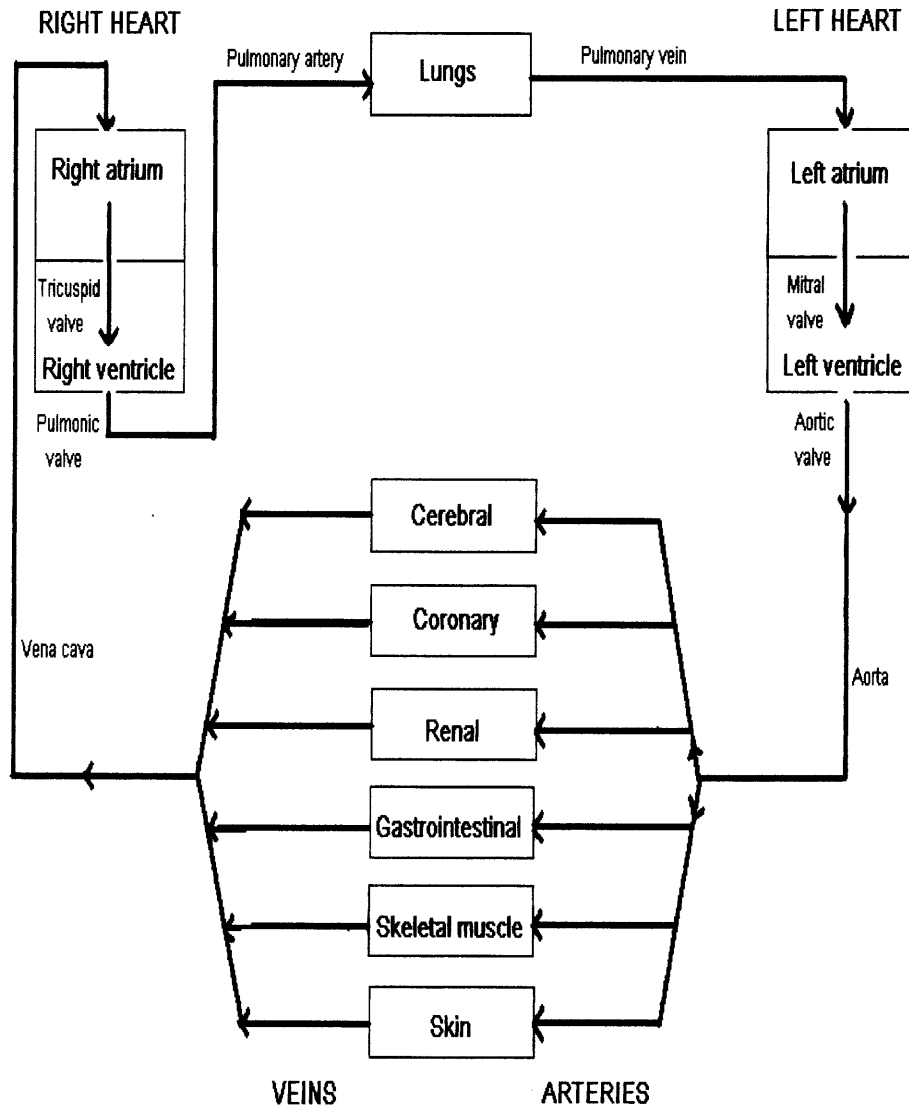 RIGHT HEART
LEFT HEART
Pulmonary artery
Lungs
Pulmonary vein
Right atrium
Left atrium
Tricuspid
valve
Mitral
valve
Right ventricle
Left ventricle
Pulmonic
valve
Aortic
valve
Cerebral
Coronary
Vena cava
Aorta
Renal
Gastrointestinal
Skeletal muscle
Skin
VEINS
ARTERIES